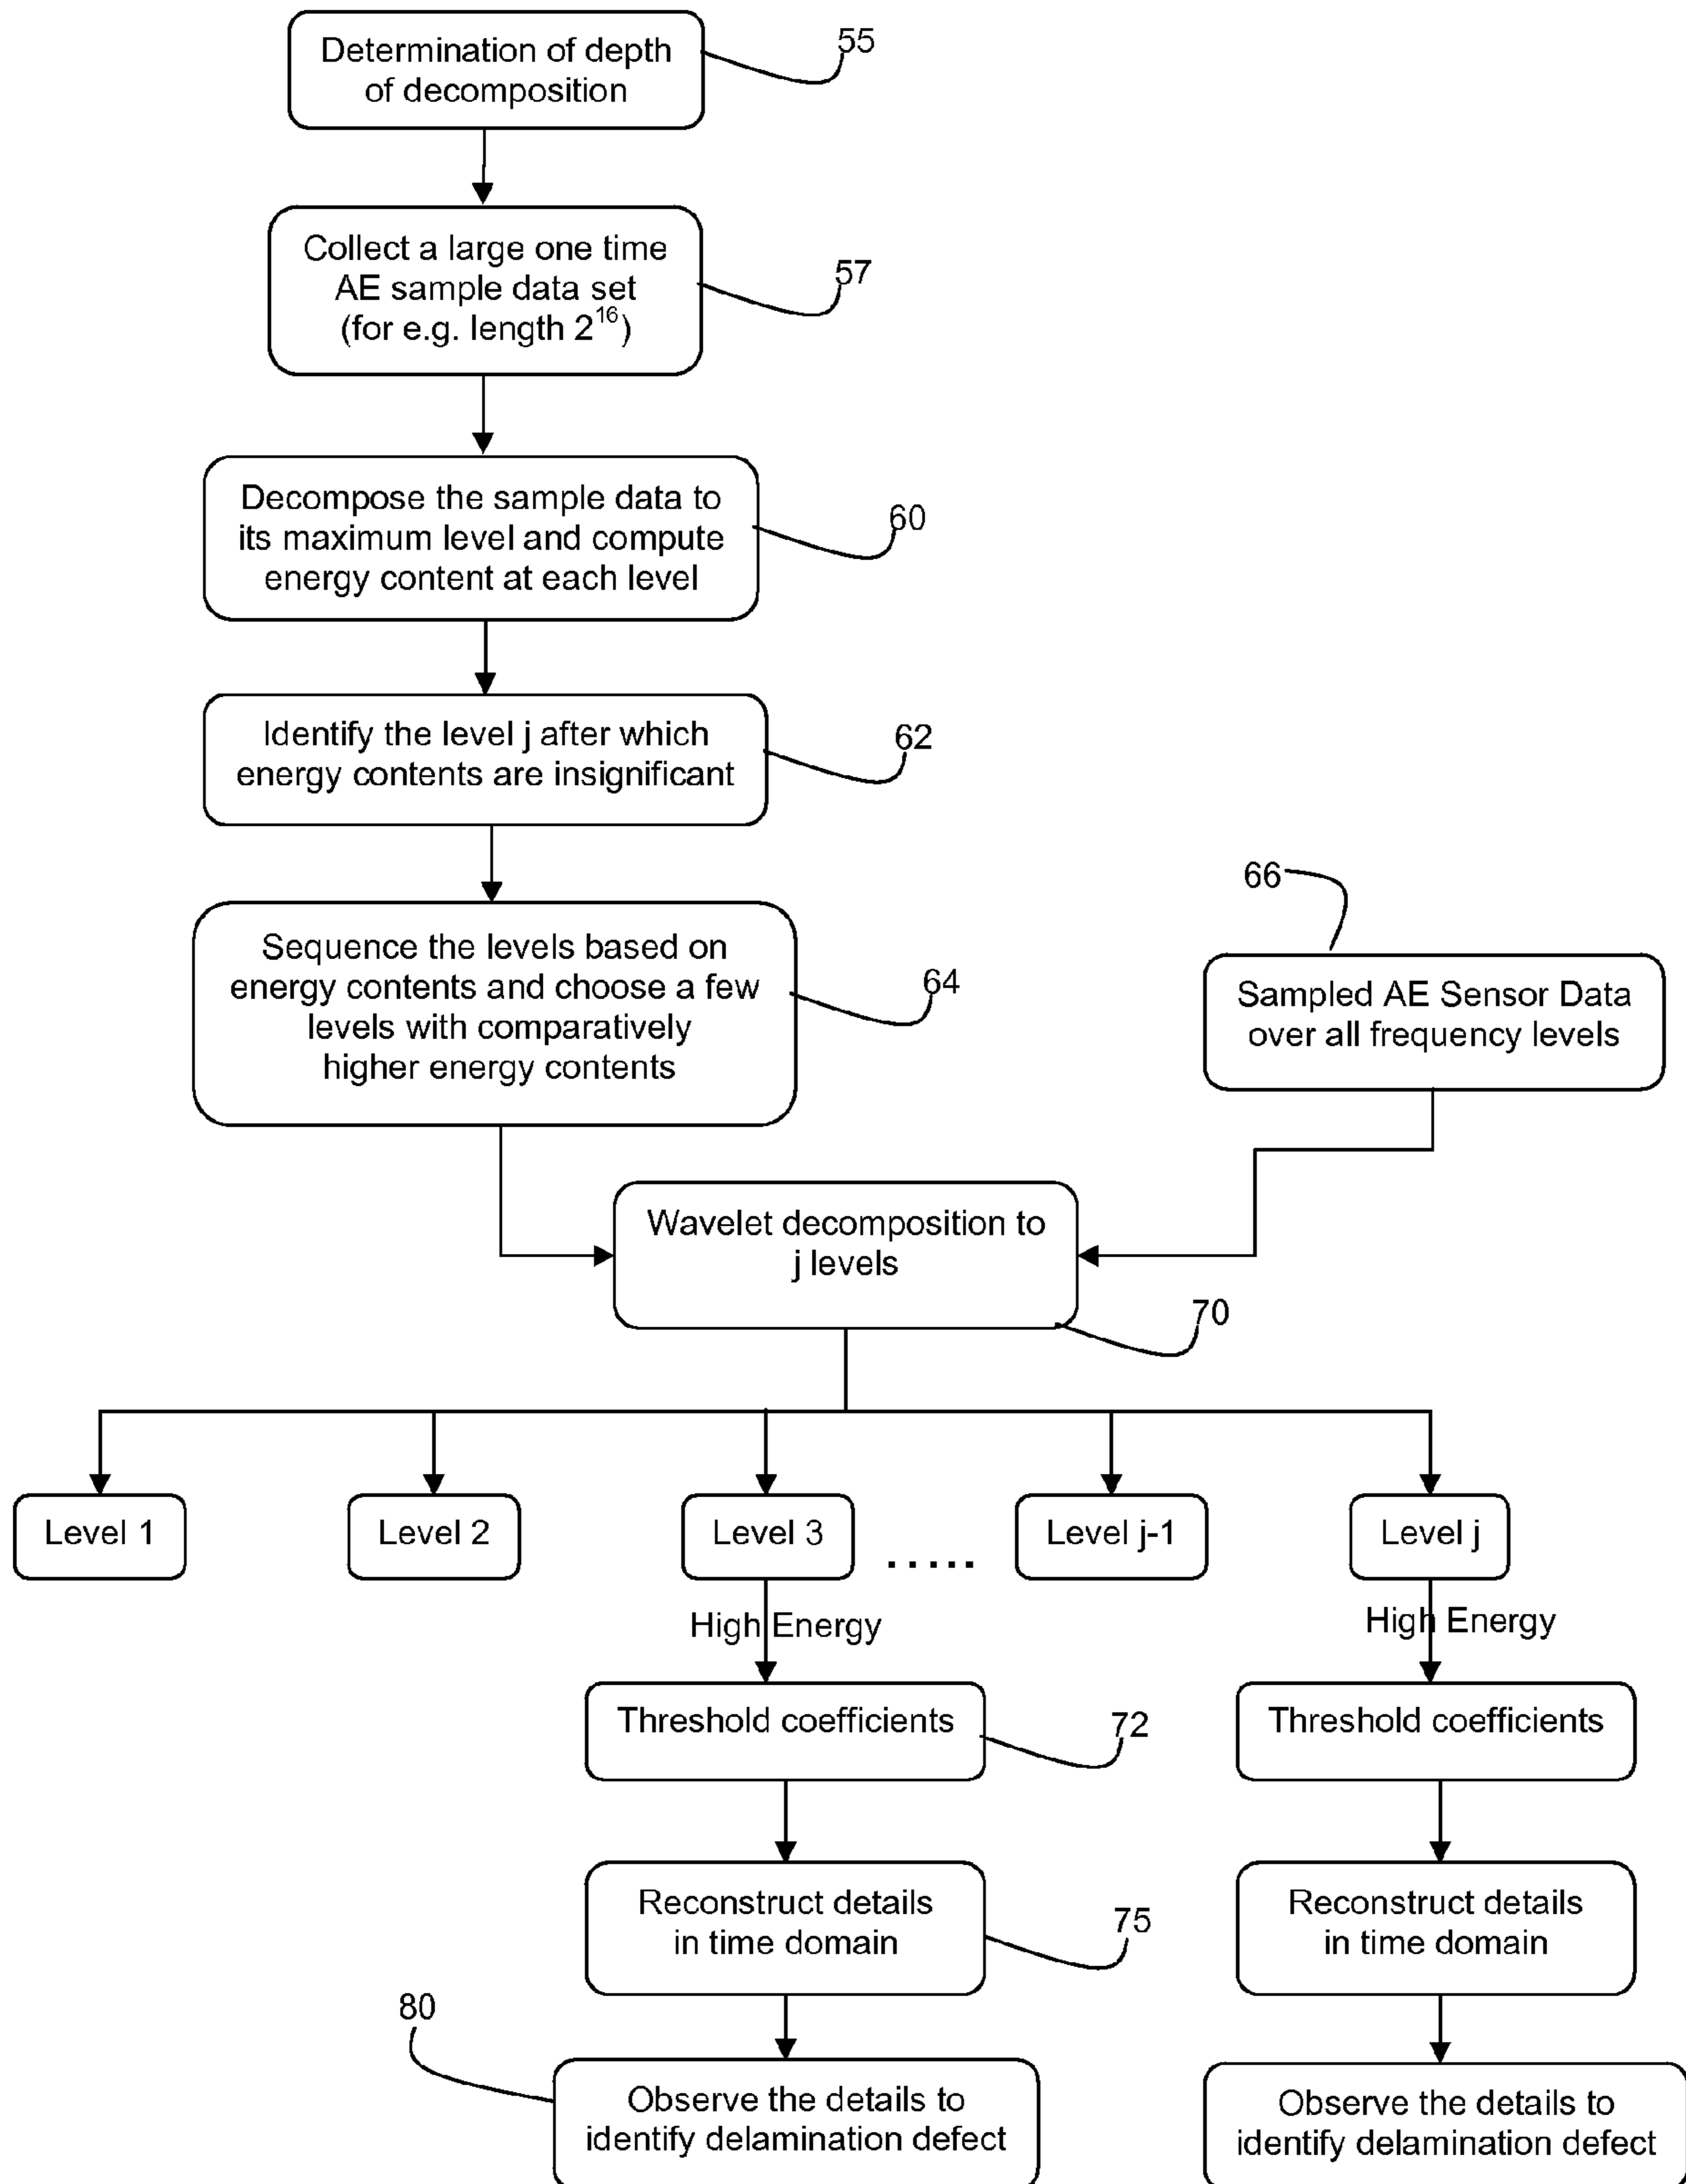 Determination of depth
of decomposition
55
Collect a large one time
AE sample data set
(for e.g. length 2^16)
57
Decompose the sample data to
its maximum level and compute
energy content at each level
60
Identify the level j after which
energy contents are insignificant
62
Sequence the levels based on
energy contents and choose a few
levels with comparatively
higher energy contents
64
66
Sampled AE Sensor Data
over all frequency levels
Wavelet decomposition to
j levels
70
Level 1
Level 2
Level 3
.....
Level j-1
Level j
High Energy
High Energy
Threshold coefficients
72
Threshold coefficients
Reconstruct details
in time domain
75
Reconstruct details
in time domain
80
Observe the details to
identify delamination defect
Observe the details to
identify delamination defect